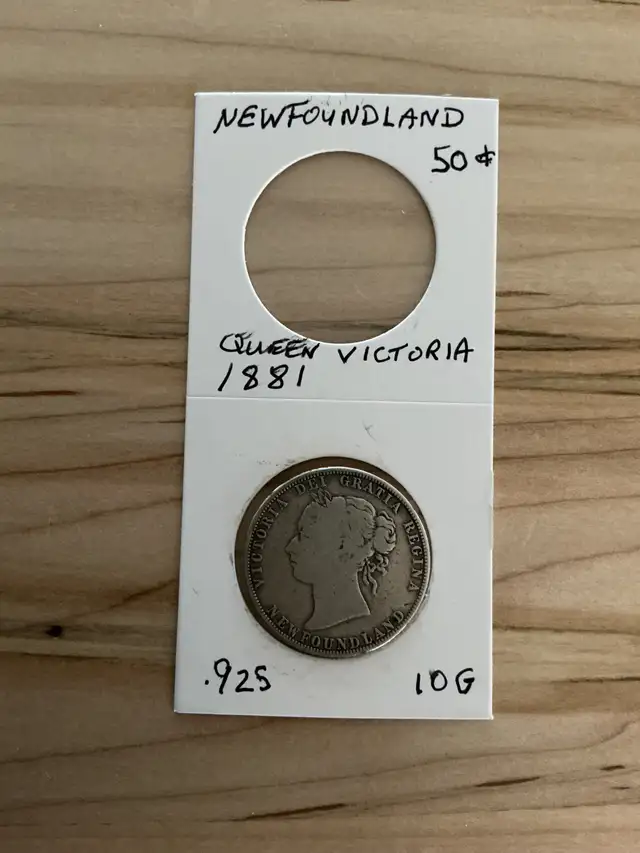 NEWFOUNDLAND
50¢
QUEEN VICTORIA
1881
VICTORIA DEI GRATIA REGINA
NEWFOUNDLAND
.925
10G